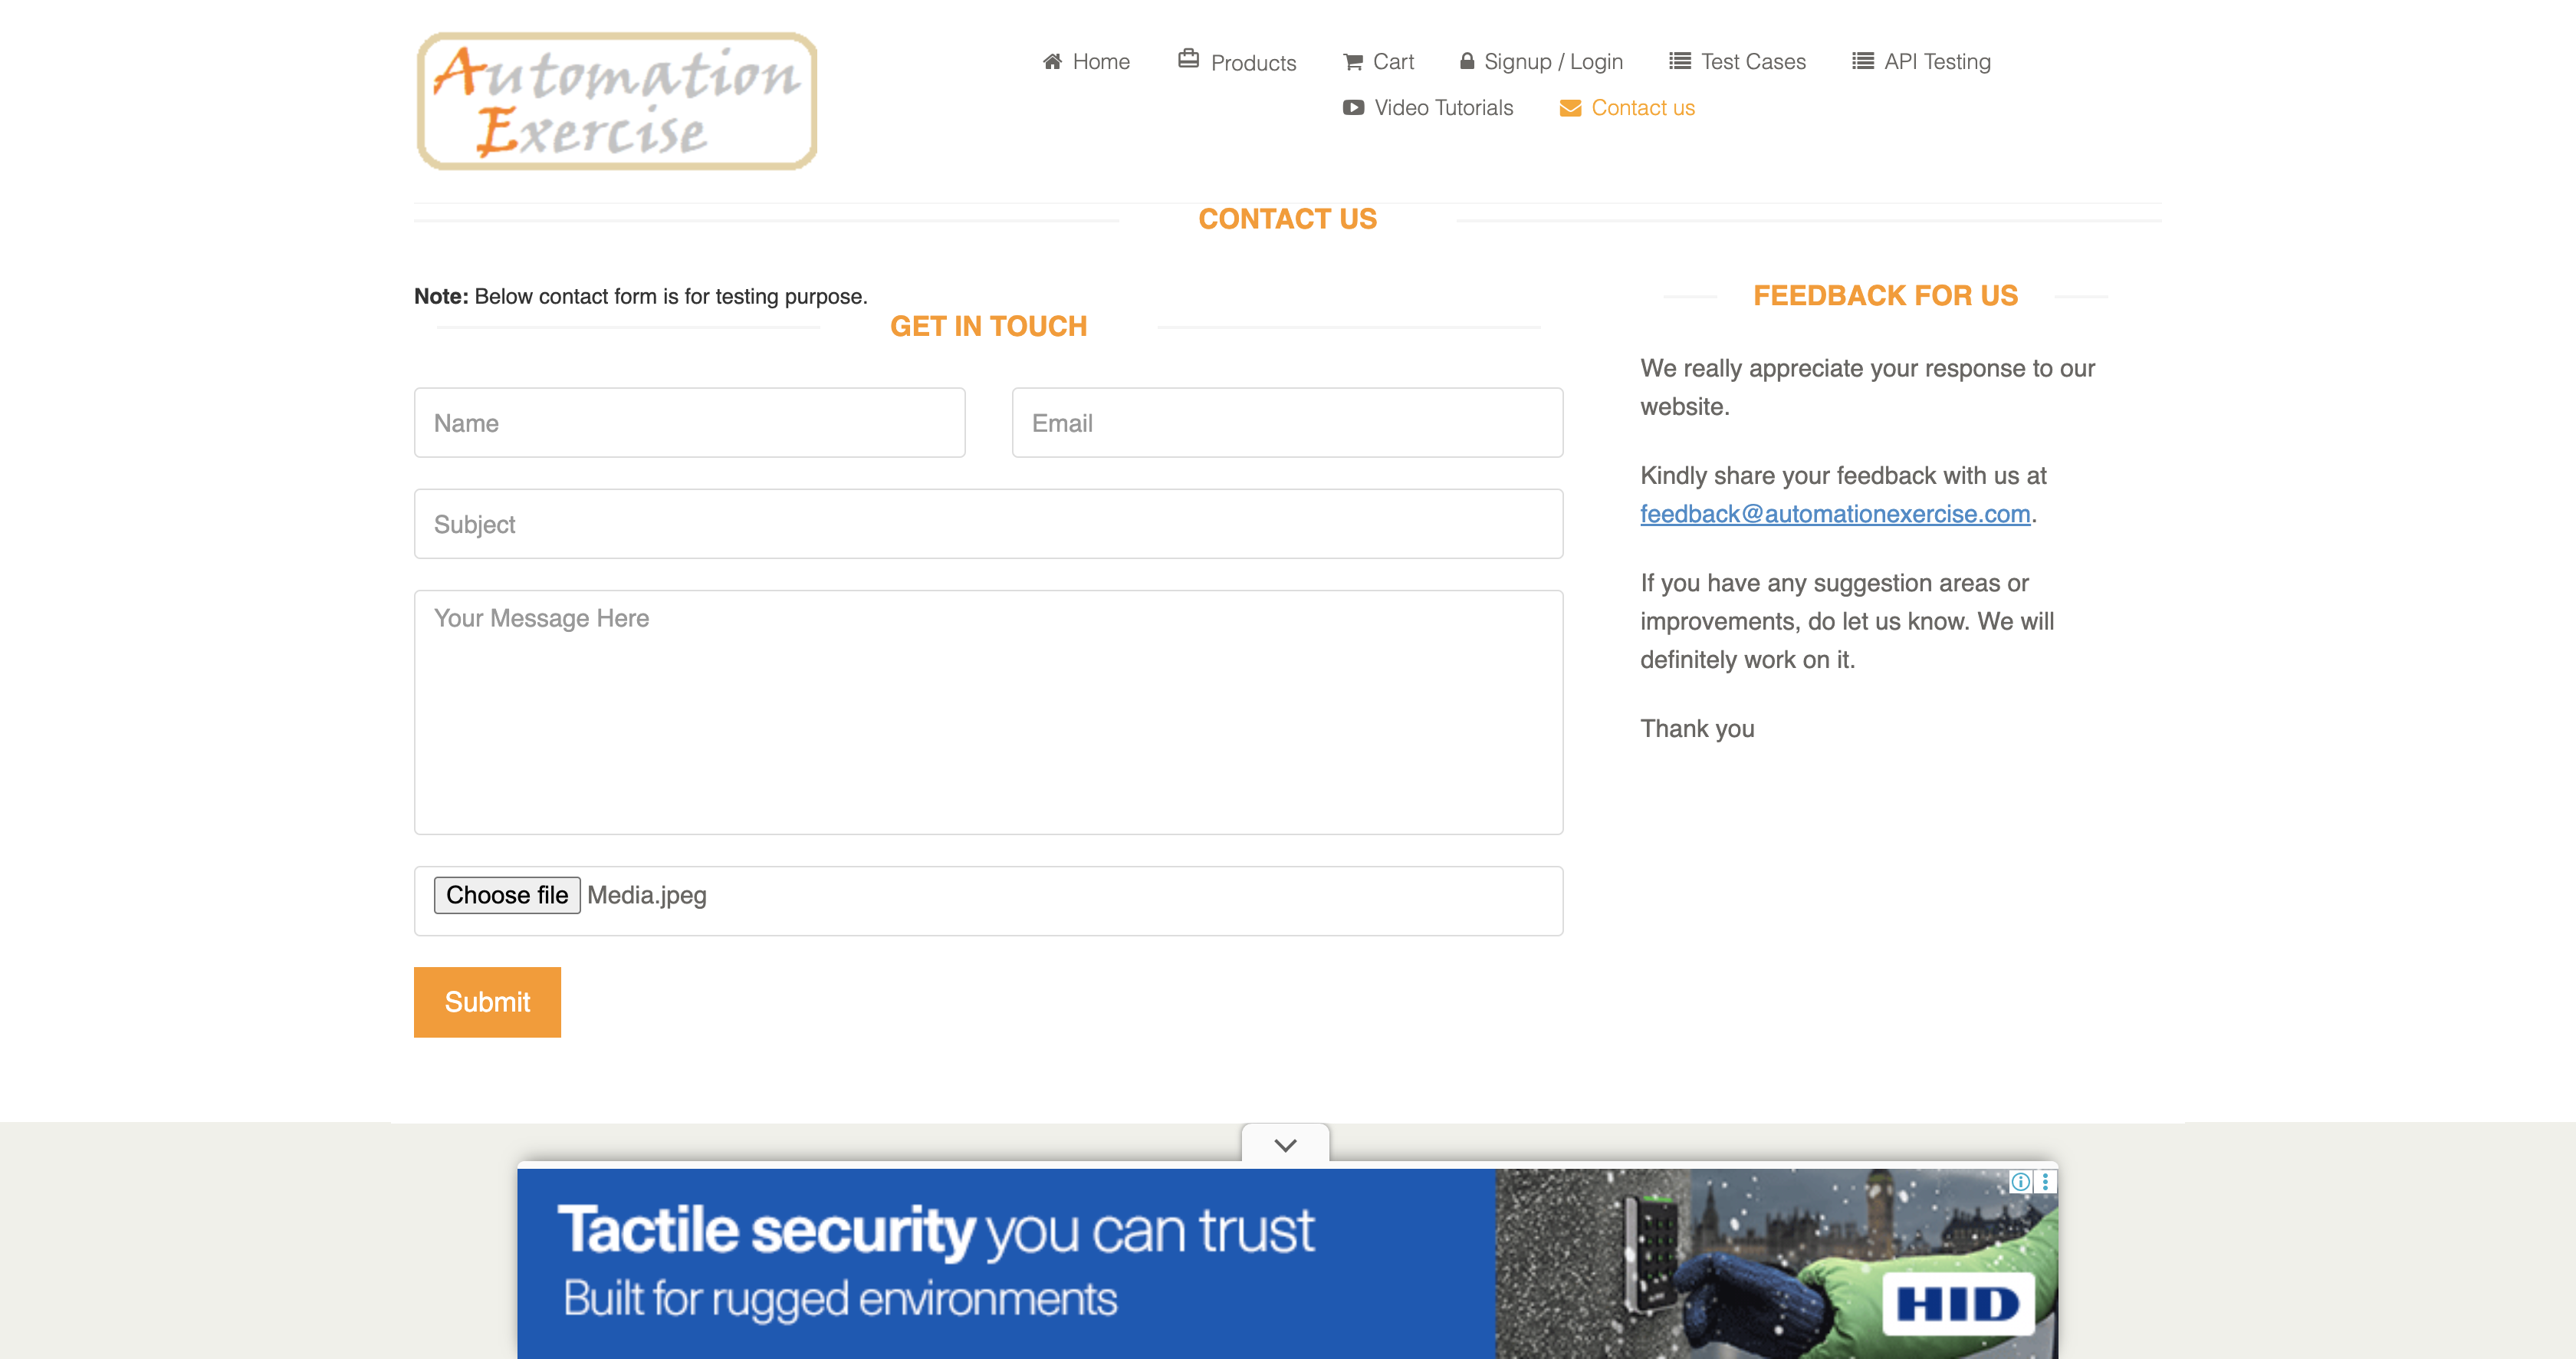 Automation
Exercise
Home
Products
Cart
Signup / Login
Test Cases
API Testing
Video Tutorials
Contact us
CONTACT US
Note: Below contact form is for testing purpose.
GET IN TOUCH
Name
Email
Subject
Your Message Here
Choose file Media.jpeg
Submit
FEEDBACK FOR US
We really appreciate your response to our
website.
Kindly share your feedback with us at
feedback@automationexercise.com.
If you have any suggestion areas or
improvements, do let us know. We will
definitely work on it.
Thank you
Tactile security you can trust
Built for rugged environments
HID